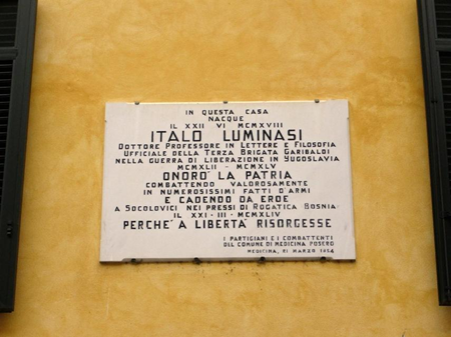 IN QUESTA CASA
NACQUE
IL XXII VI MCMXVIII
ITALO LUMINASI
DOTTORE PROFESSORE IN LETTERE E FILOSOFIA
UFFICIALE DELLA TERZA BRIGATA GARIBALDI
NELLA GUERRA DI LIBERAZIONE IN YUGOSLAVIA
MCMXLII - MCMXLV
ONORÒ LA PATRIA
COMBATTENDO VALOROSAMENTE
IN NUMEROSISSIMI FATTI D'ARMI
E CADENDO DA EROE
A SOCOLOVICI NEI PRESSI DI ROGATICA BOSNIA
IL XXI - III - MCMXLIV
PERCHÈ A LIBERTÀ RISORGESSE
I PARTIGIANI E I COMBATTENTI
DEL COMUNE DI MEDICINA POSERO
MEDICINA, 21 MARZO